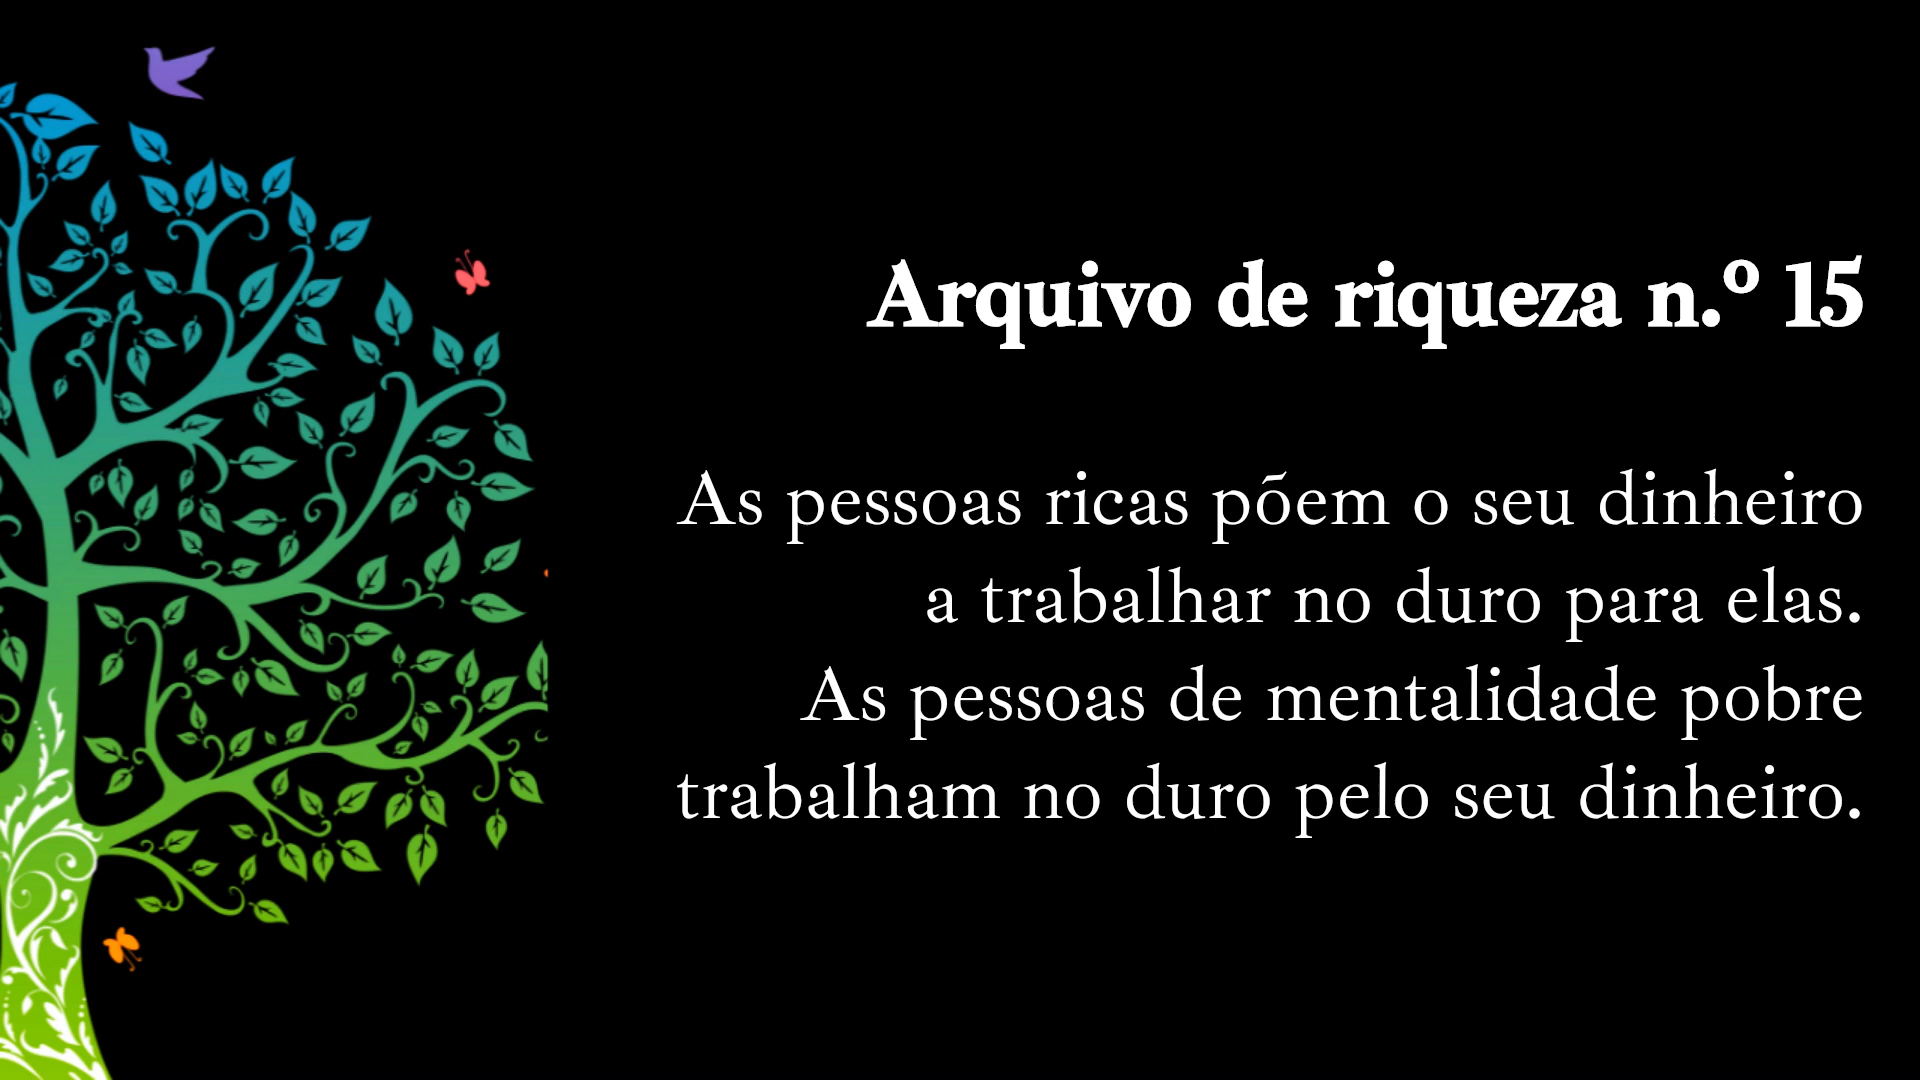 Arquivo de riqueza n.º 15
As pessoas ricas põem o seu dinheiro
a trabalhar no duro para elas.
As pessoas de mentalidade pobre
trabalham no duro pelo seu dinheiro.